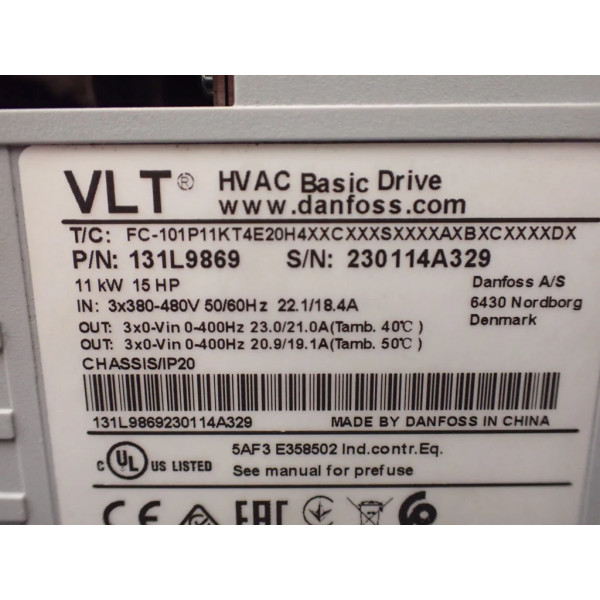 VLT® HVAC Basic Drive
www.danfoss.com
T/C: FC-101P11KT4E20H4XXCXXXSXXXXAXBXCXXXXDX
P/N: 131L9869 S/N: 230114A329
11 kW 15 HP Danfoss A/S
IN: 3x380-480V 50/60Hz 22.1/18.4A 6430 Nordborg
OUT: 3x0-Vin 0-400Hz 23.0/21.0A(Tamb. 40℃) Denmark
OUT: 3x0-Vin 0-400Hz 20.9/19.1A(Tamb. 50℃)
CHASSIS/IP20
131L9869230114A329 MADE BY DANFOSS IN CHINA
c UL US LISTED 5AF3 E358502 Ind.contr.Eq.
See manual for prefuse
CE EAC